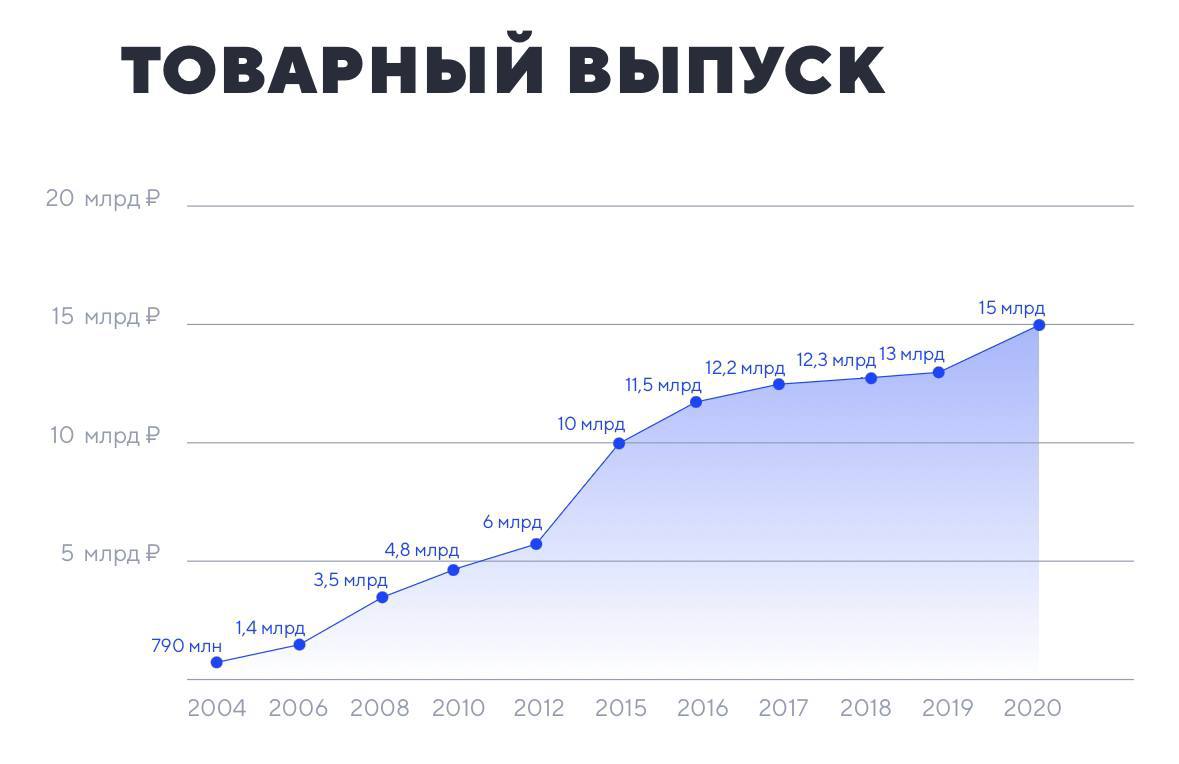 ТОВАРНЫЙ ВЫПУСК
20 млрд ₽
15 млрд ₽
10 млрд ₽
5 млрд ₽
790 млн
1,4 млрд
3,5 млрд
4,8 млрд
6 млрд
10 млрд
11,5 млрд
12,2 млрд
12,3 млрд
13 млрд
15 млрд
2004 2006 2008 2010 2012 2015 2016 2017 2018 2019 2020